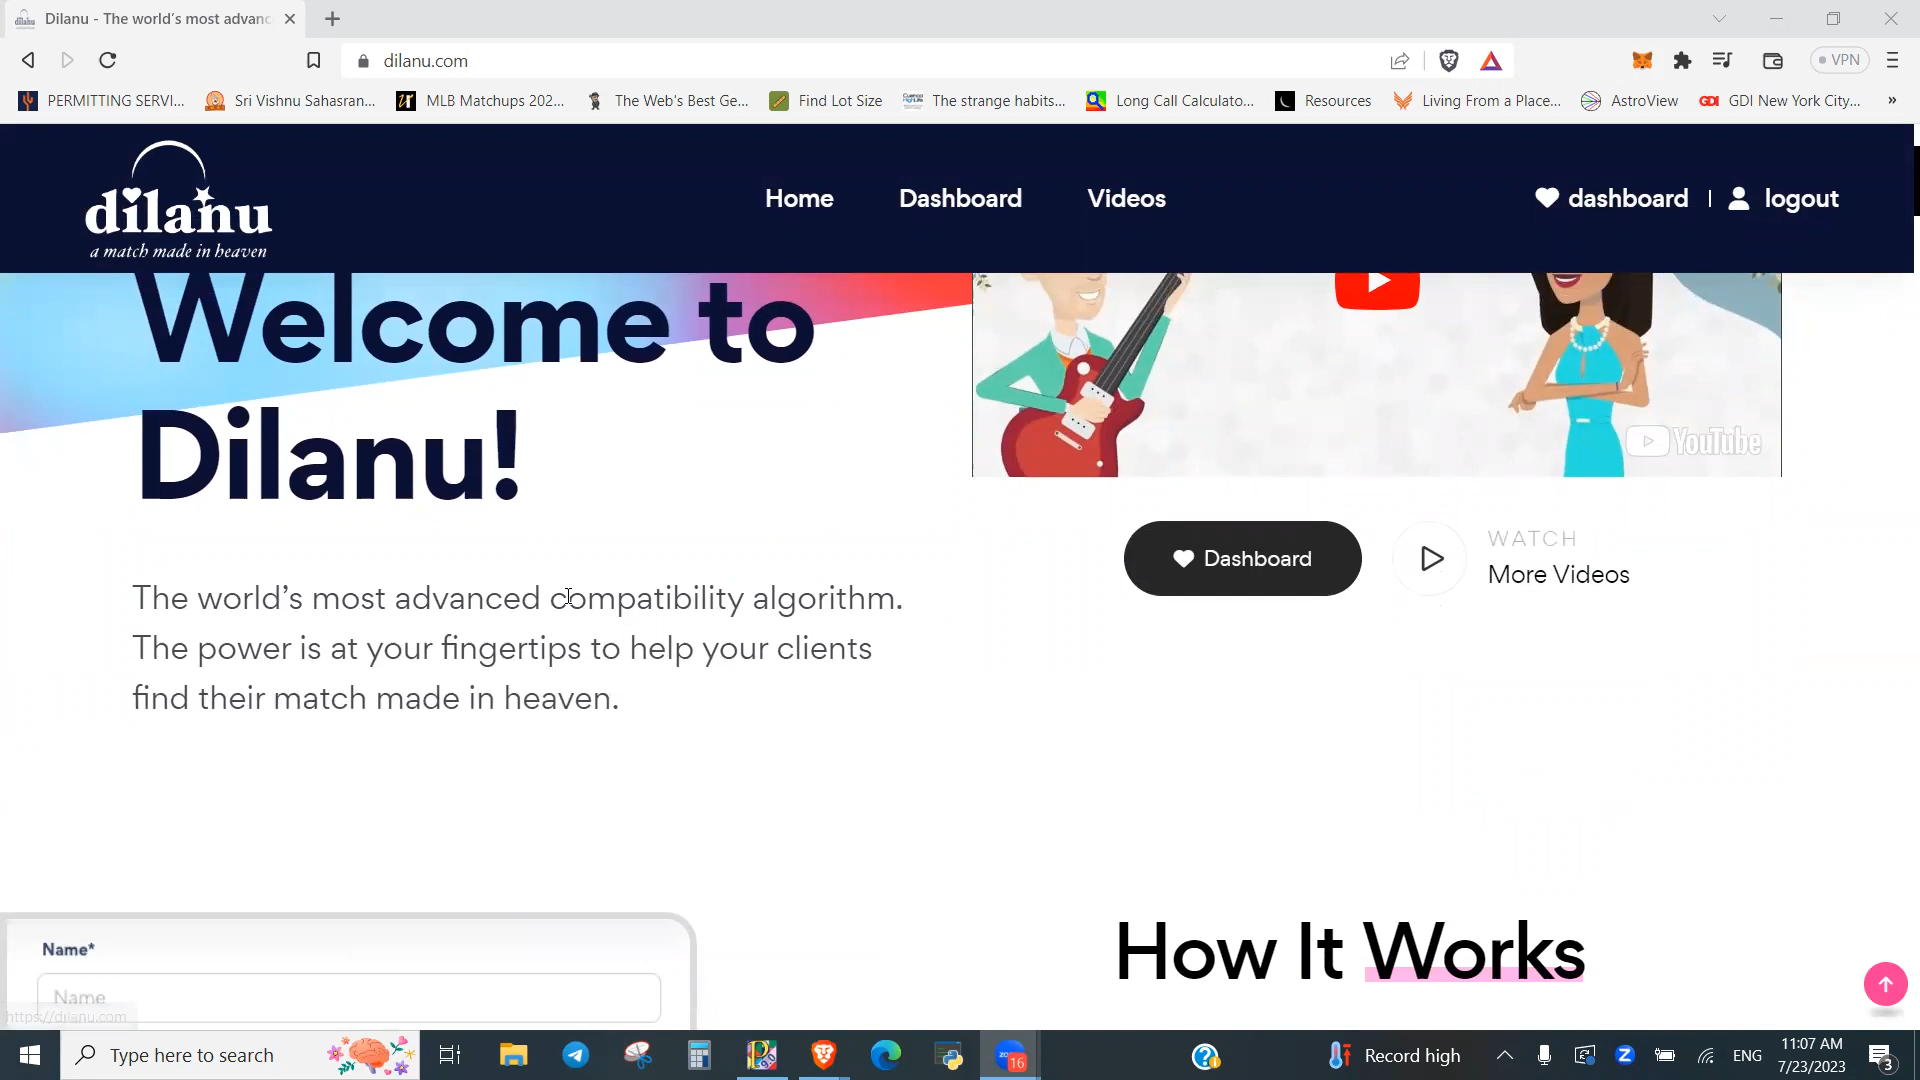 Dilanu - The world's most advanc
dilanu.com
VPN
PERMITTING SERVI...
Sri Vishnu Sahasran...
MLB Matchups 202...
The Web's Best Ge...
Find Lot Size
The strange habits...
Long Call Calculato...
Resources
Living From a Place...
AstroView
GDI New York City...
»
dilanu
a match made in heaven
Home
Dashboard
Videos
dashboard
logout
Welcome to
Dilanu!
YouTube
The world's most advanced compatibility algorithm.
The power is at your fingertips to help your clients
find their match made in heaven.
Dashboard
WATCH
More Videos
How It Works
Name*
Name
https://dilanu.com
Type here to search
16
Record high
ENG
11:07 AM
7/23/2023
3